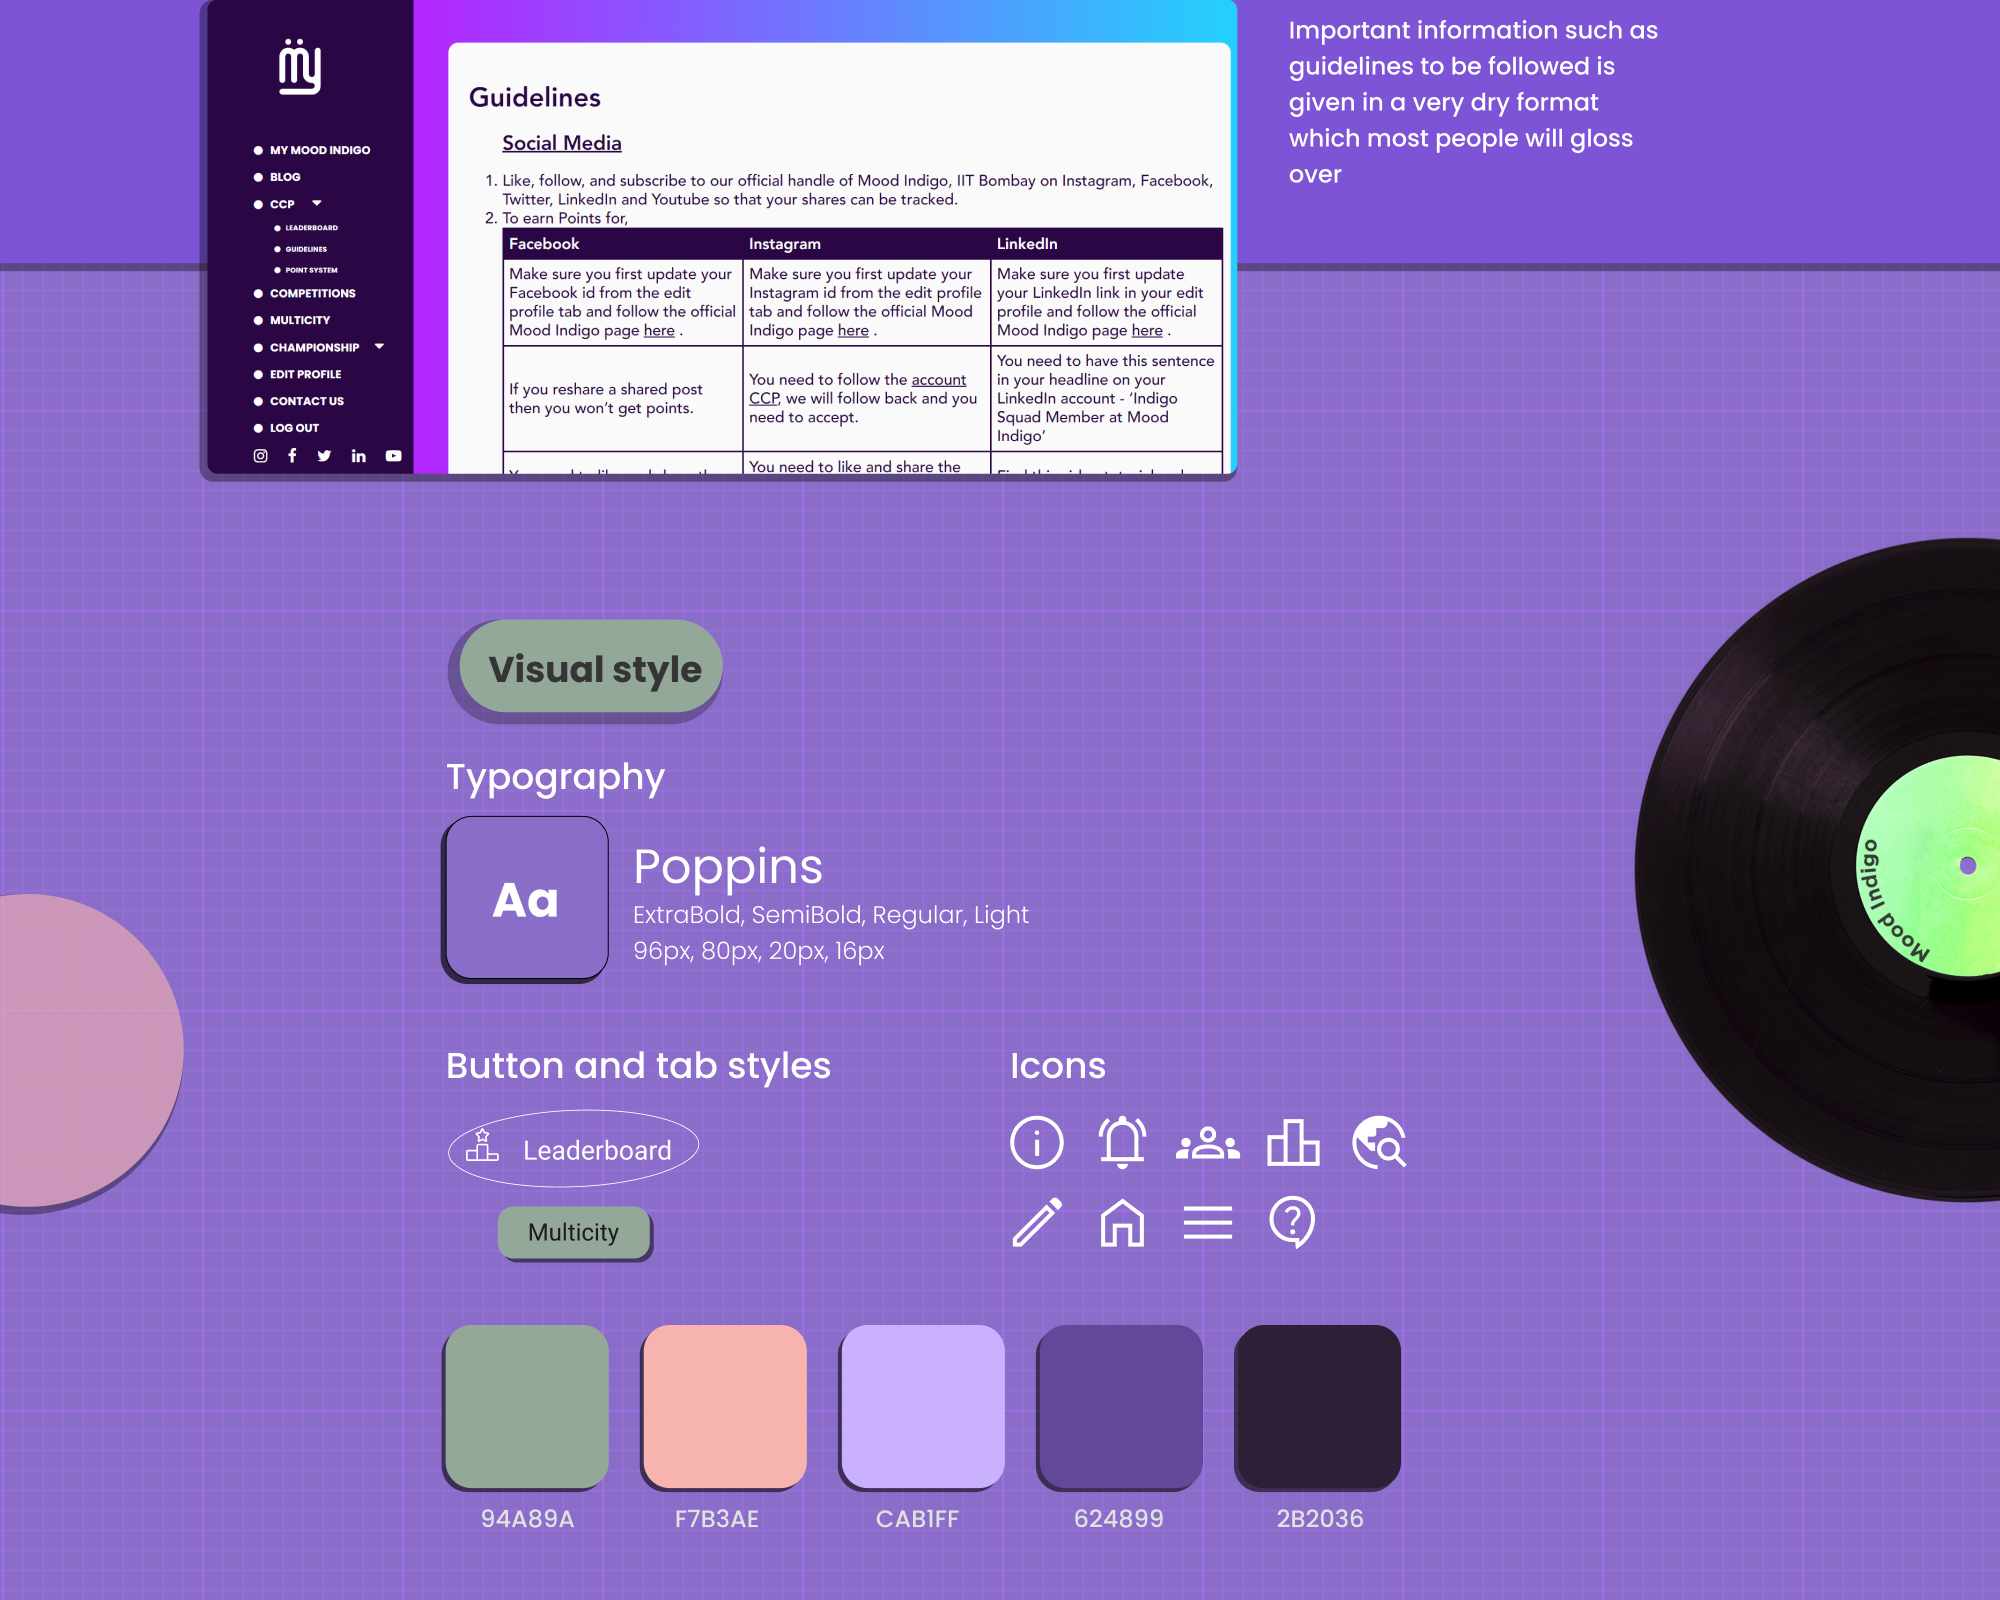 my
MY MOOD INDIGO
BLOG
CCP
LEADERBOARD
GUIDELINES
POINT SYSTEM
COMPETITIONS
MULTICITY
CHAMPIONSHIP
EDIT PROFILE
CONTACT US
LOG OUT
Guidelines
Social Media
1. Like, follow, and subscribe to our official handle of Mood Indigo, IIT Bombay on Instagram, Facebook,
Twitter, LinkedIn and Youtube so that your shares can be tracked.
2. To earn Points for,
Facebook
Instagram
LinkedIn
Make sure you first update your
Facebook id from the edit
profile tab and follow the official
Mood Indigo page here .
Make sure you first update your
Instagram id from the edit profile
tab and follow the official Mood
Indigo page here .
Make sure you first update
your LinkedIn link in your edit
profile and follow the official
Mood Indigo page here .
If you reshare a shared post
then you won't get points.
You need to follow the account
CCP, we will follow back and you
need to accept.
You need to have this sentence
in your headline on your
LinkedIn account - 'Indigo
Squad Member at Mood
Indigo'
You need to like and share the
Important information such as
guidelines to be followed is
given in a very dry format
which most people will gloss
over
Visual style
Typography
Aa
Poppins
ExtraBold, SemiBold, Regular, Light
96px, 80px, 20px, 16px
Mood Indigo
Button and tab styles
Leaderboard
Multicity
Icons
94A89A
F7B3AE
CAB1FF
624899
2B2036